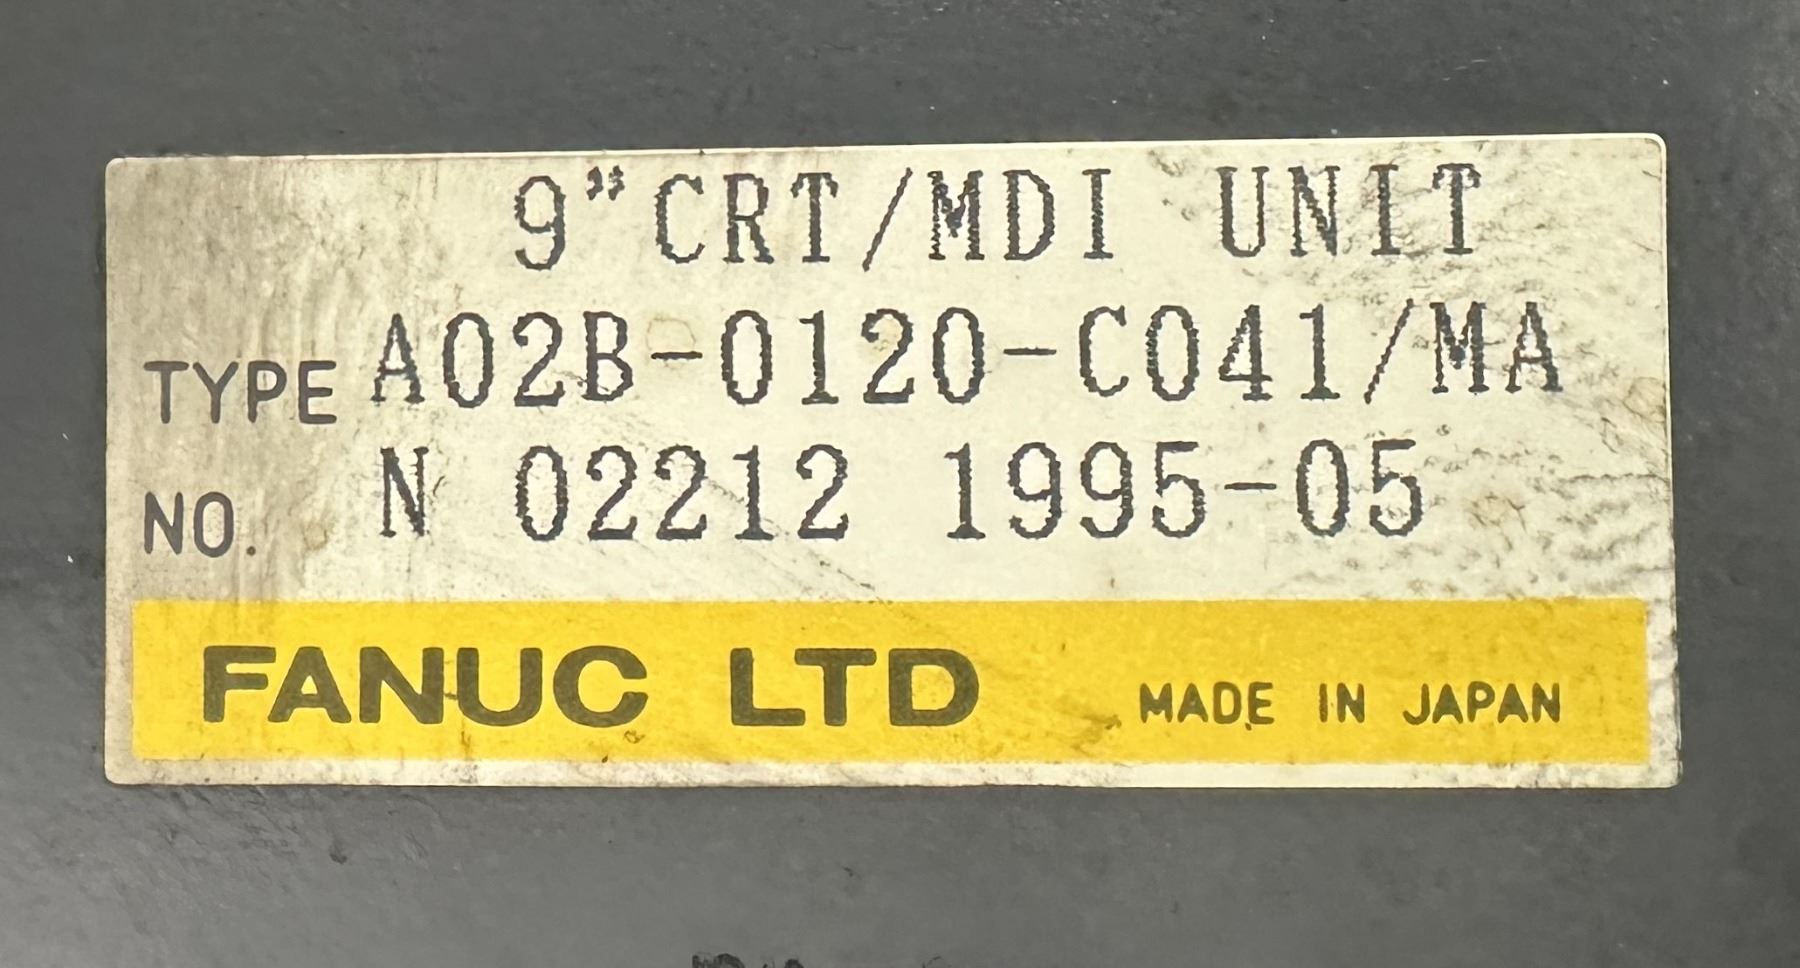 9”CRT/MDI UNIT
TYPE A02B-0120-C041/MA
NO. N 02212 1995-05
FANUC LTD MADE IN JAPAN